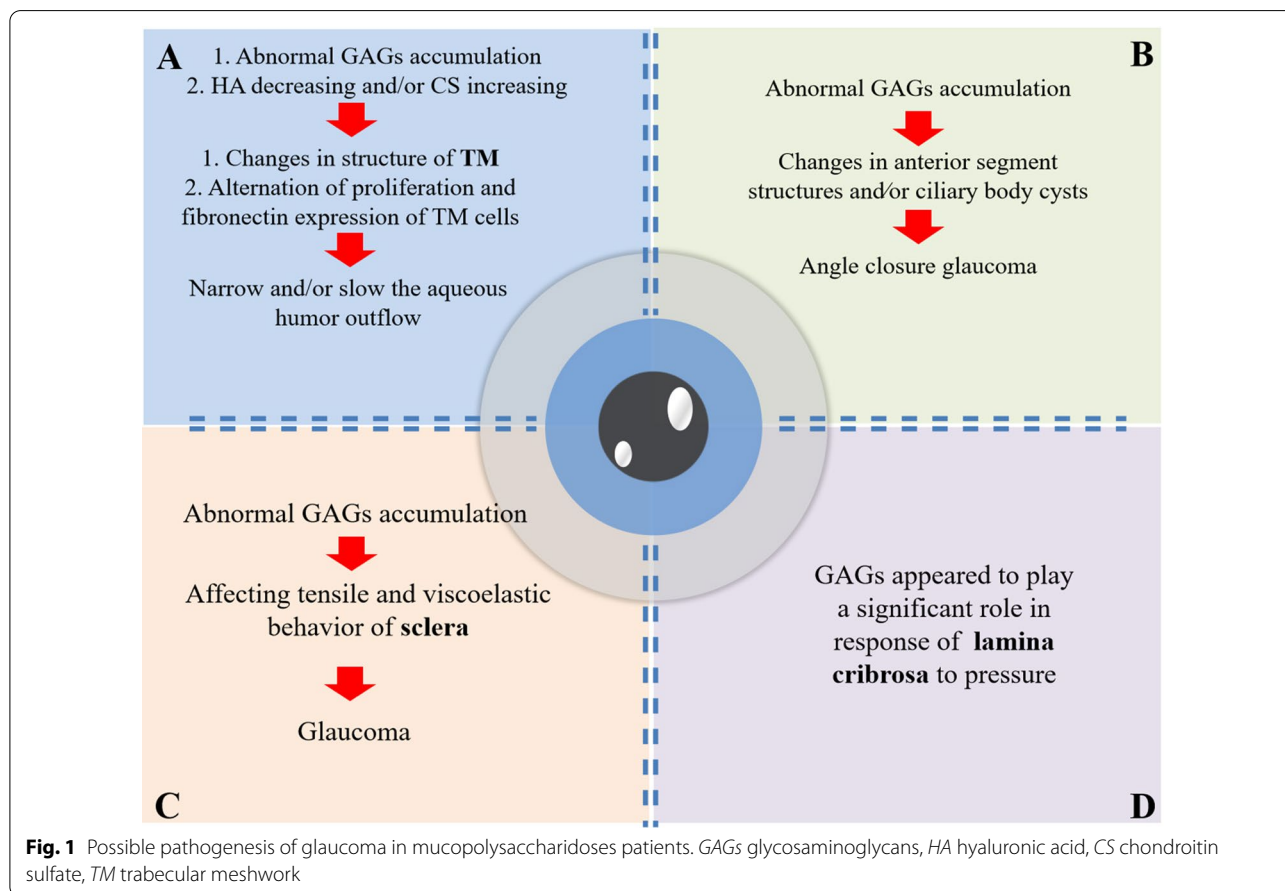 A
1. Abnormal GAGs accumulation
2. HA decreasing and/or CS increasing
1. Changes in structure of TM
2. Alternation of proliferation and
fibronectin expression of TM cells
Narrow and/or slow the aqueous
humor outflow
B
Abnormal GAGs accumulation
Changes in anterior segment
structures and/or ciliary body cysts
Angle closure glaucoma
Abnormal GAGs accumulation
Affecting tensile and viscoelastic
behavior of sclera
Glaucoma
C
GAGs appeared to play
a significant role in
response of lamina
cribrosa to pressure
D
Fig. 1 Possible pathogenesis of glaucoma in mucopolysaccharidoses patients. GAGs glycosaminoglycans, HA hyaluronic acid, CS chondroitin
sulfate, TM trabecular meshwork